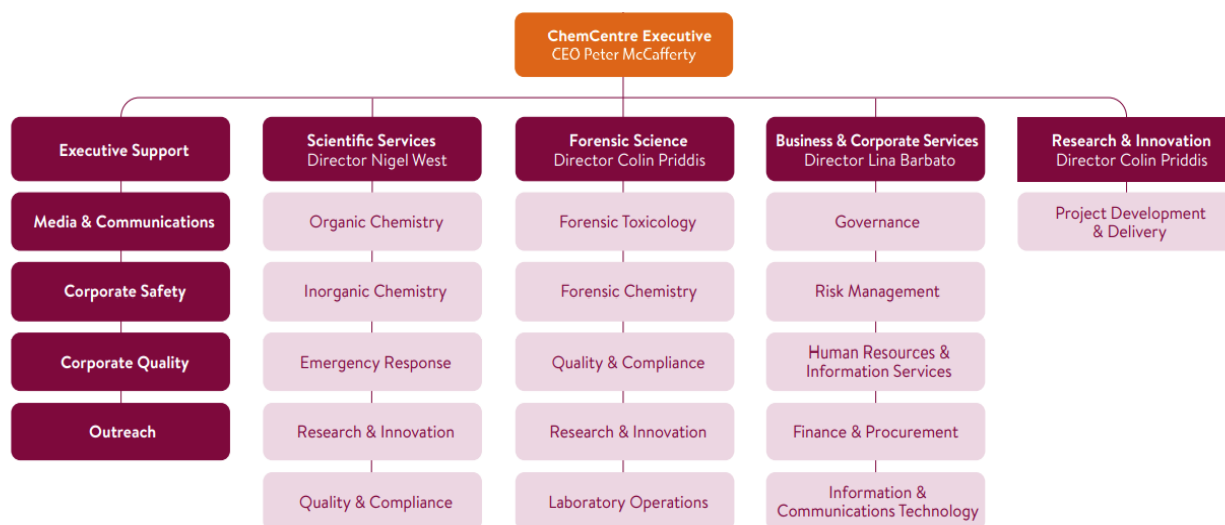 ChemCentre Executive
CEO Peter McCafferty
Executive Support
Media & Communications
Corporate Safety
Corporate Quality
Outreach
Scientific Services
Director Nigel West
Organic Chemistry
Inorganic Chemistry
Emergency Response
Research & Innovation
Quality & Compliance
Forensic Science
Director Colin Priddis
Forensic Toxicology
Forensic Chemistry
Quality & Compliance
Research & Innovation
Laboratory Operations
Business & Corporate Services
Director Lina Barbato
Governance
Risk Management
Human Resources &
Information Services
Finance & Procurement
Information &
Communications Technology
Research & Innovation
Director Colin Priddis
Project Development
& Delivery